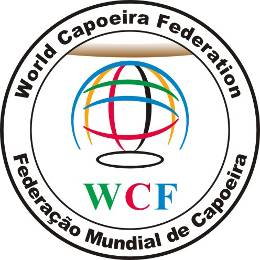 World Capoeira Federation
WCF
Federação Mundial de Capoeira